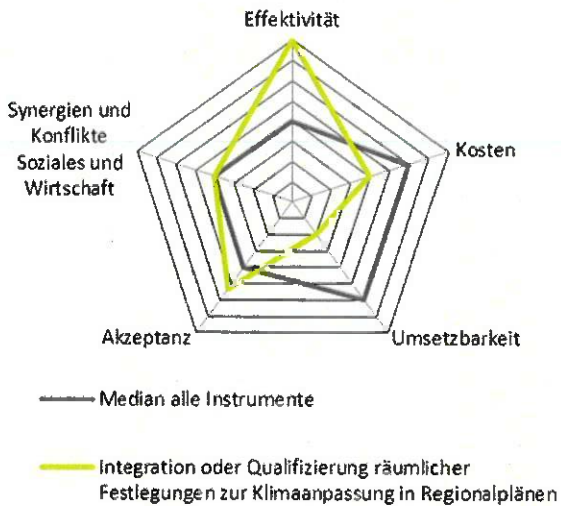 Effektivität
Synergien und
Konflikte
Soziales und
Wirtschaft
Kosten
Akzeptanz
Umsetzbarkeit
Median alle Instrumente
Integration oder Qualifizierung räumlicher
Festlegungen zur Klimaanpassung in Regionalplänen